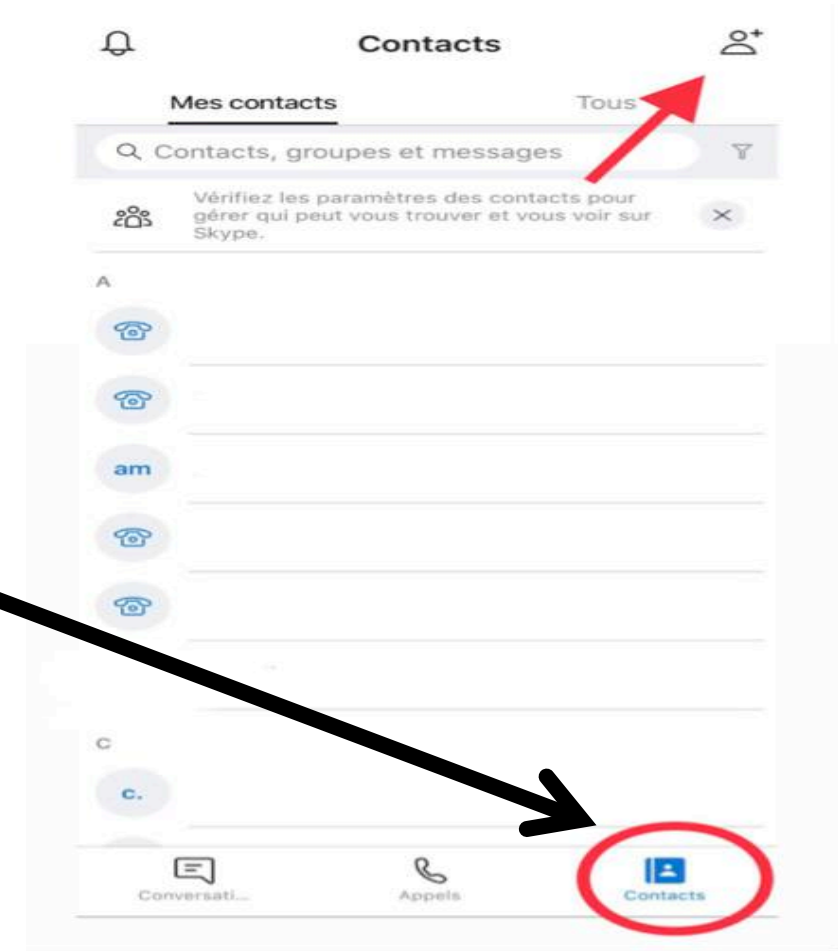 Contacts
Mes contacts
Tous
Contacts, groupes et messages
Vérifiez les paramètres des contacts pour
gérer qui peut vous trouver et vous voir sur
Skype.
A
am
C
c.
Conversati...
Appels
Contacts